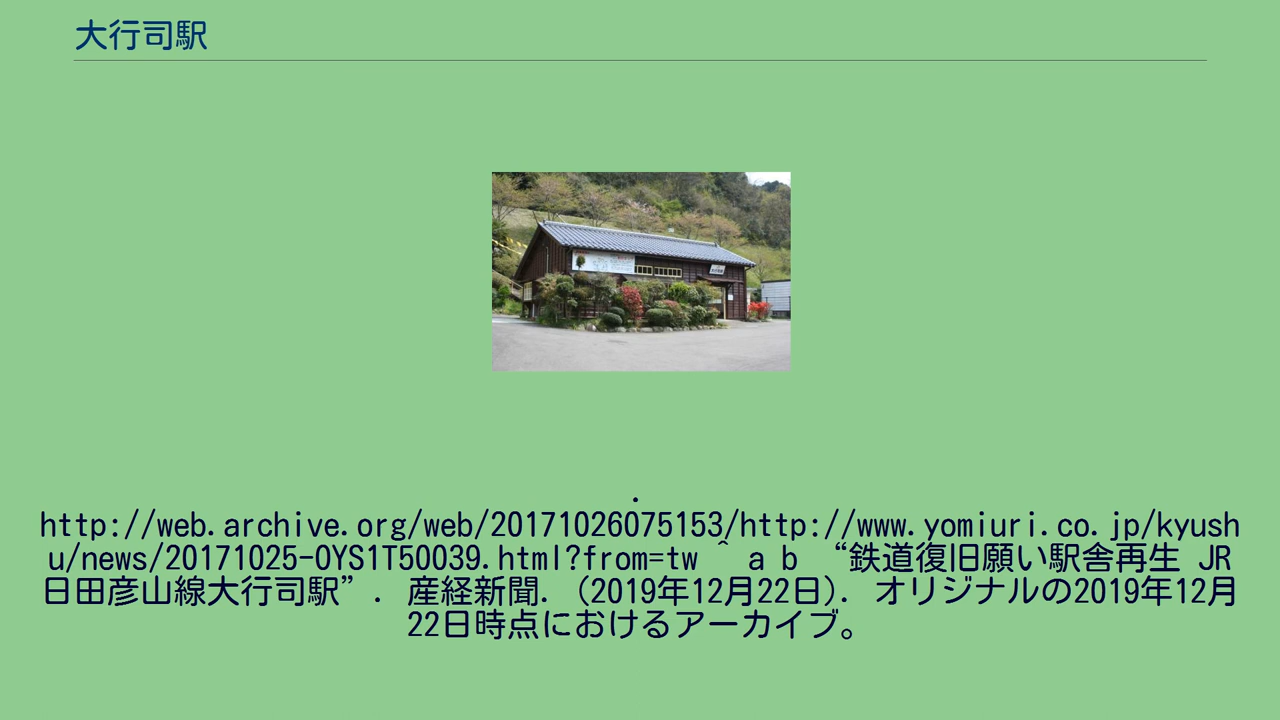 大行司駅
.
http://web.archive.org/web/20171026075153/http://www.yomiuri.co.jp/kyush
u/news/20171025-OYS1T50039.html?from=tw ^ a b “鉄道復旧願い駅舎再生 JR
日田彦山線大行司駅”. 産経新聞. (2019年12月22日). オリジナルの2019年12月
22日時点におけるアーカイブ。